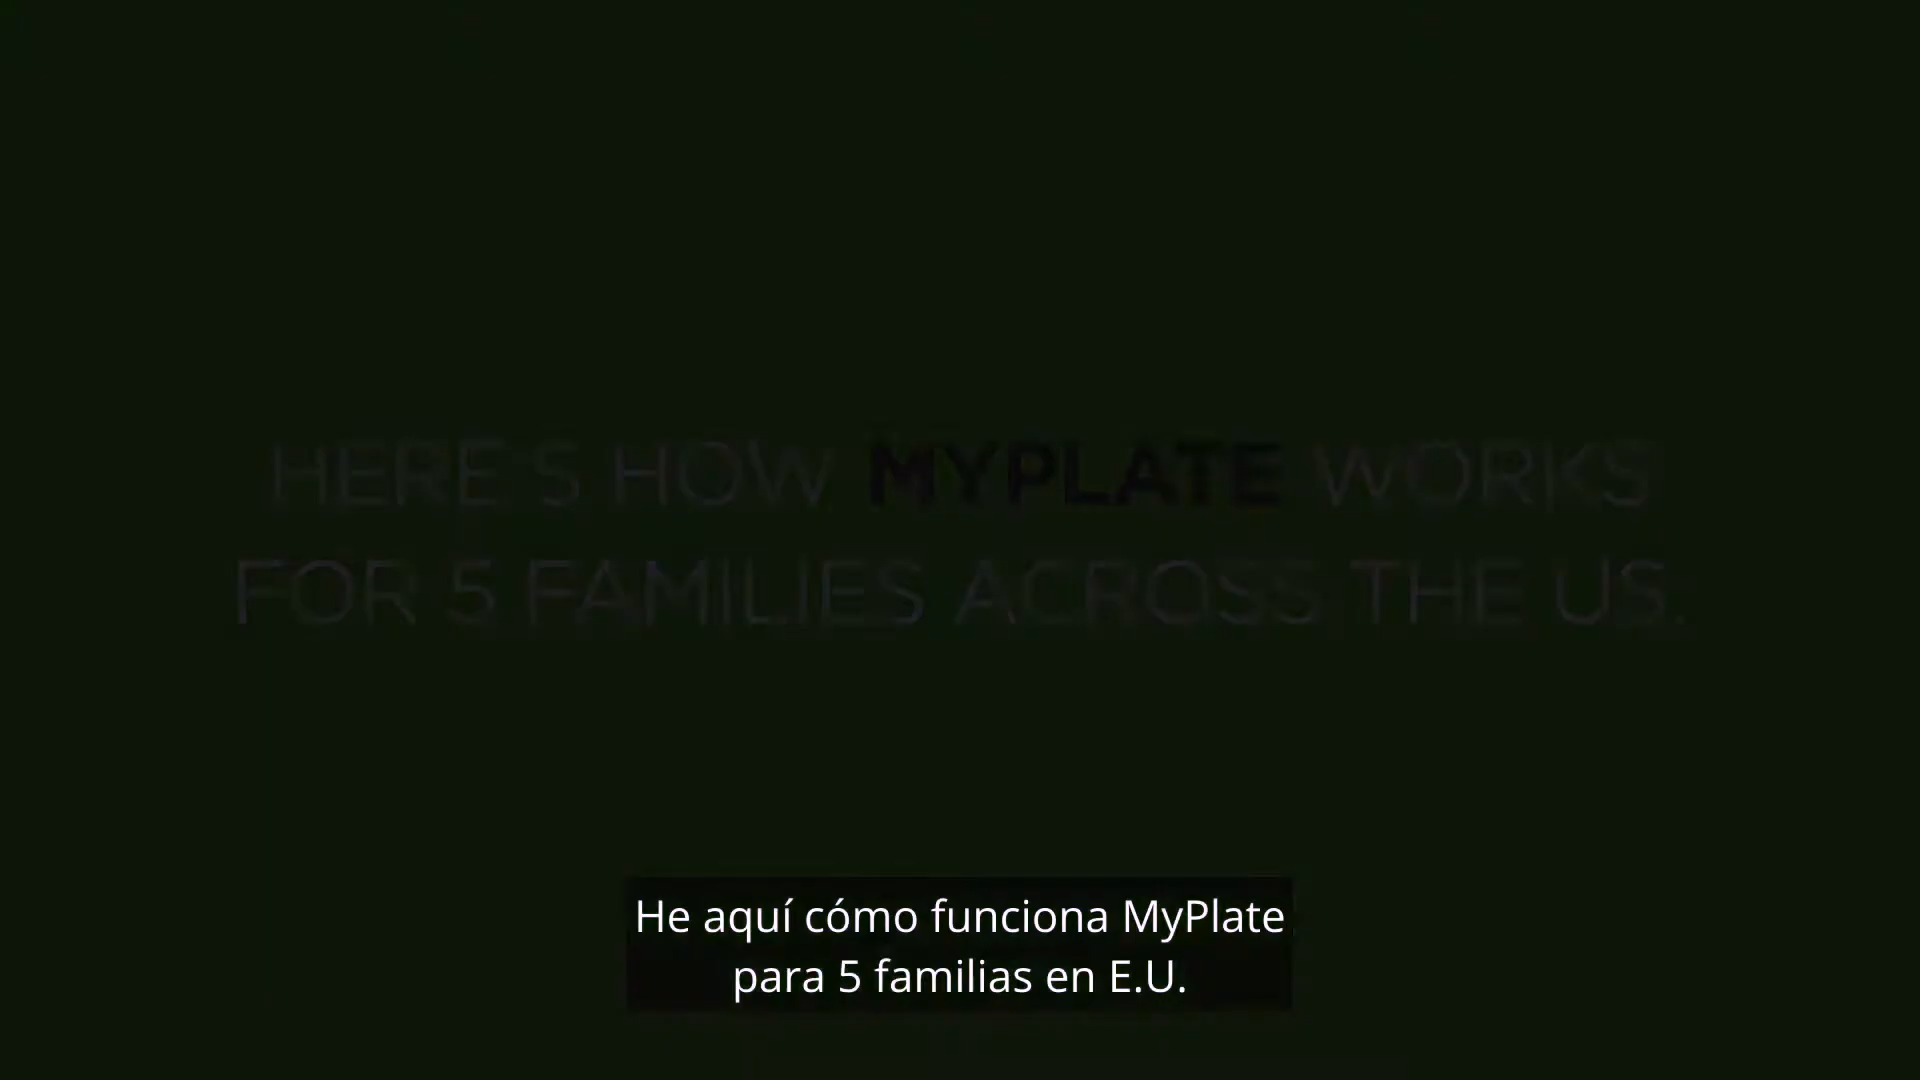 HERE'S HOW MYPLATE WORKS
FOR 5 FAMILIES ACROSS THE US.
He aquí cómo funciona MyPlate
para 5 familias en E.U.